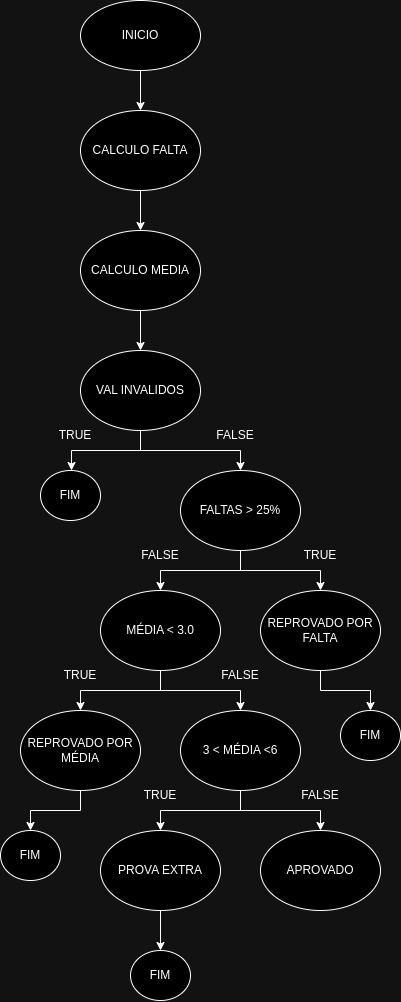 INICIO
CALCULO FALTA
CALCULO MEDIA
VAL INVALIDOS
TRUE
FALSE
FIM
FALTAS > 25%
FALSE
TRUE
MÉDIA < 3.0
REPROVADO POR
FALTA
TRUE
FALSE
FIM
REPROVADO POR
MÉDIA
3 < MÉDIA <6
TRUE
FALSE
FIM
PROVA EXTRA
APROVADO
FIM